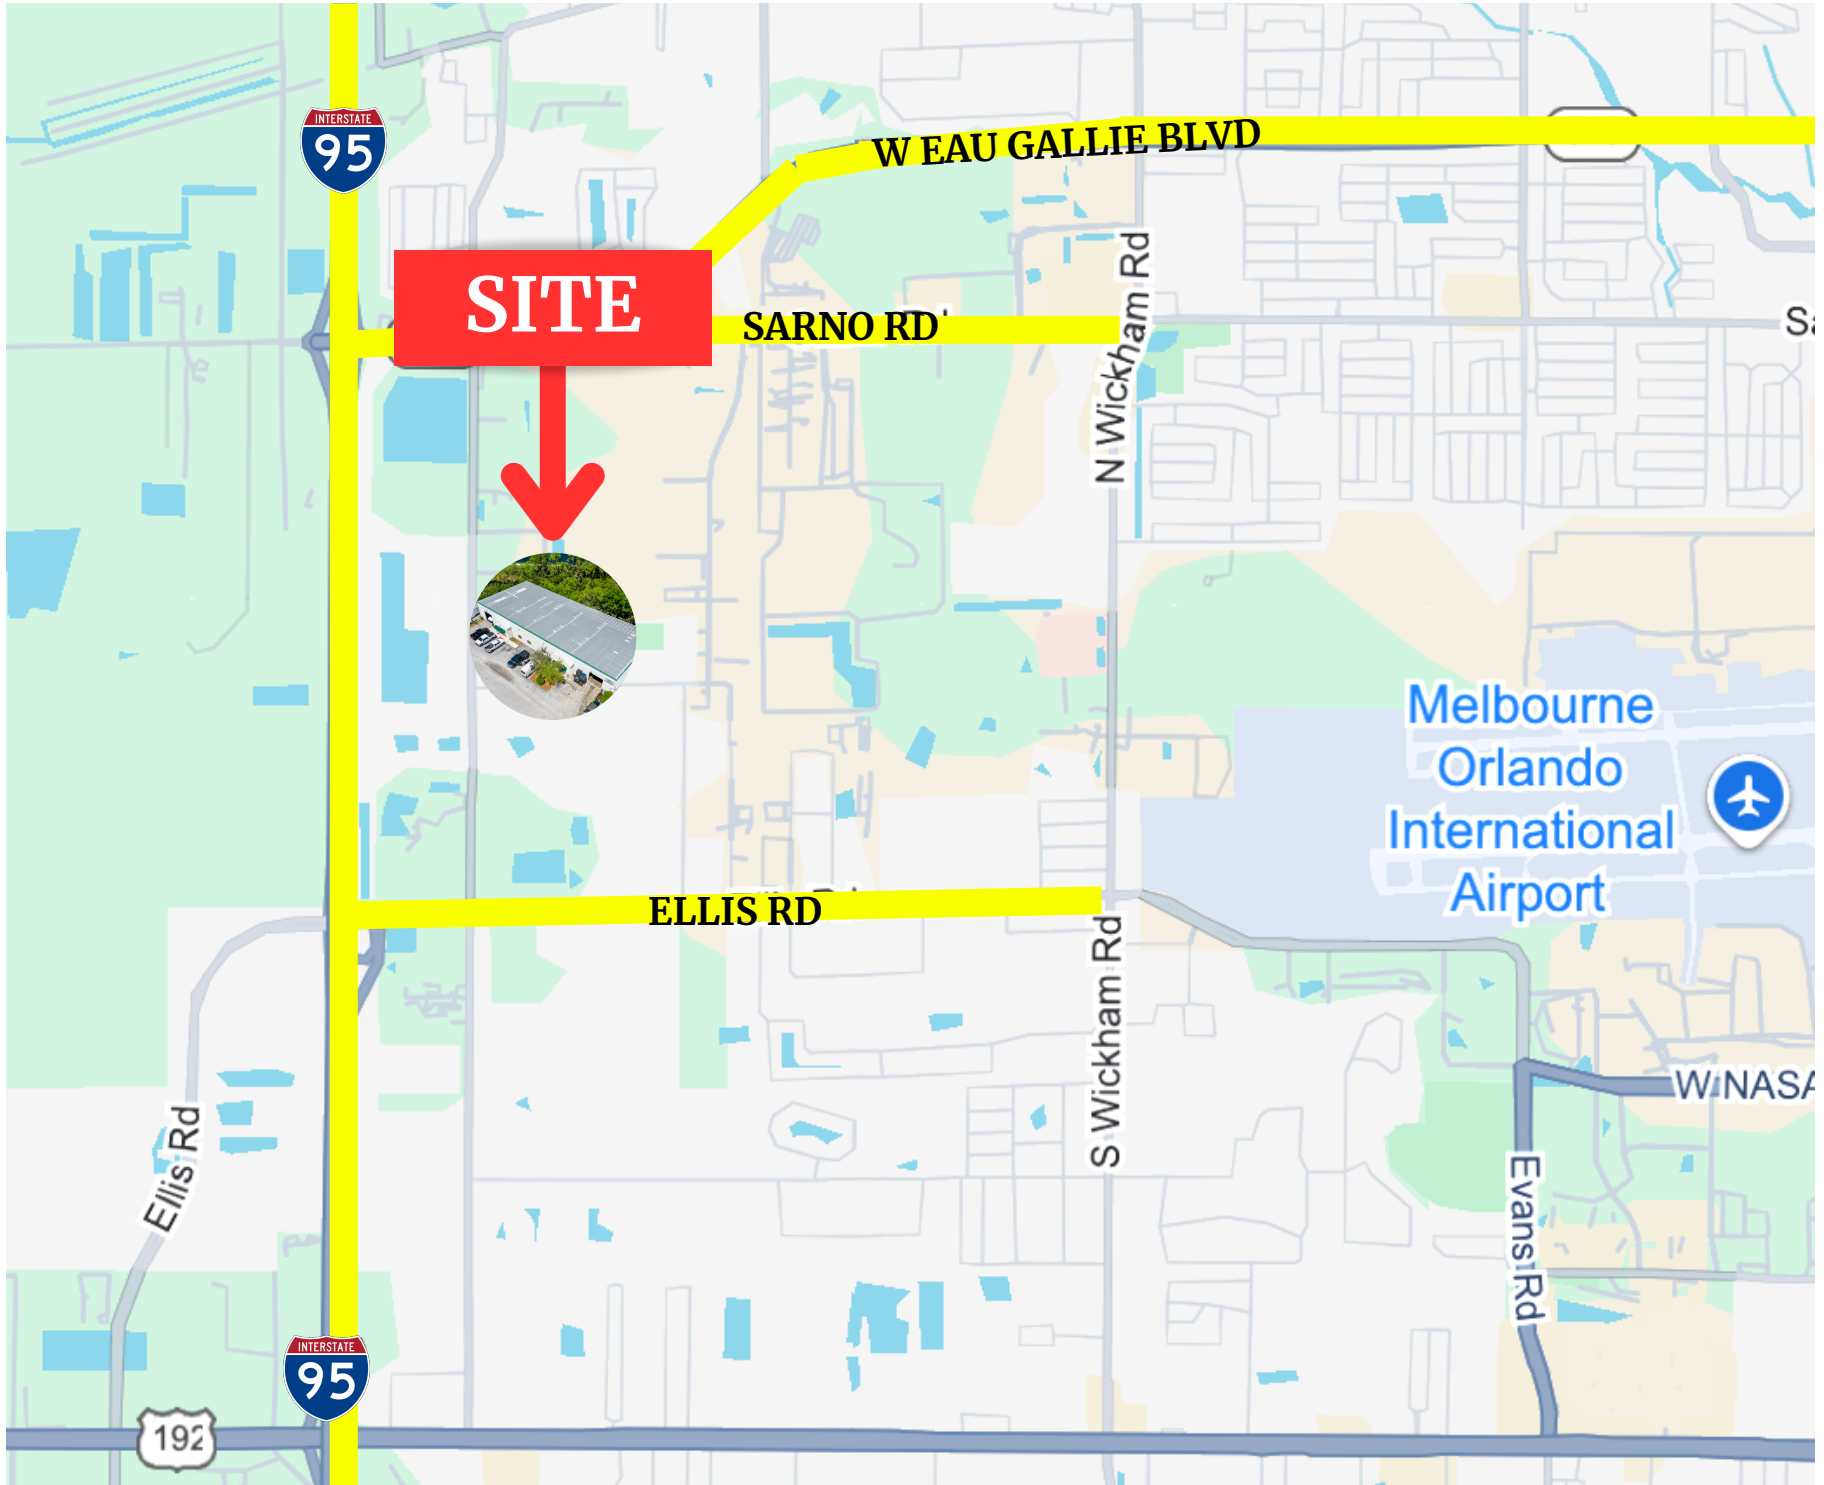 INTERSTATE
95
W EAU GALLIE BLVD
SITE
SARNO RD
N Wickham Rd
Melbourne
Orlando
International
Airport
ELLIS RD
S Wickham Rd
W NASA
Ellis Rd
Evans Rd
INTERSTATE
95
192